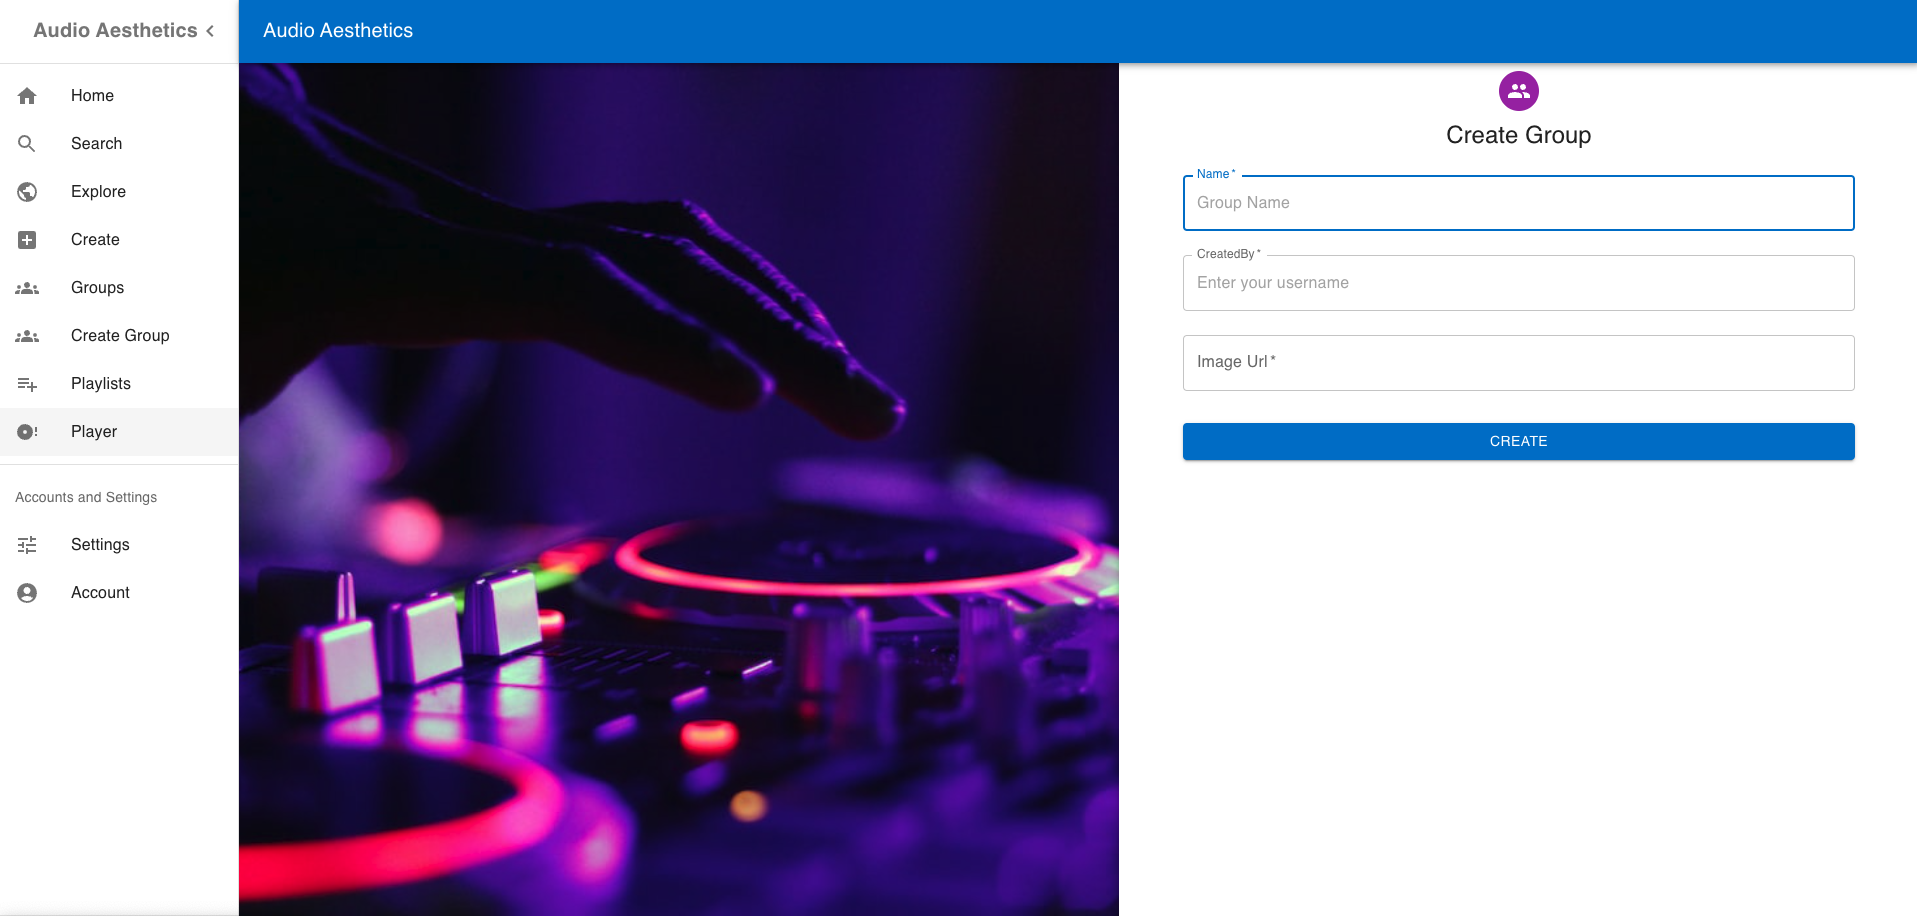 Audio Aesthetics
Home
Search
Explore
Create
Groups
Create Group
Playlists
Player
Accounts and Settings
Settings
Account
Audio Aesthetics
Create Group
Name *
Group Name
CreatedBy *
Enter your username
Image Url *
CREATE